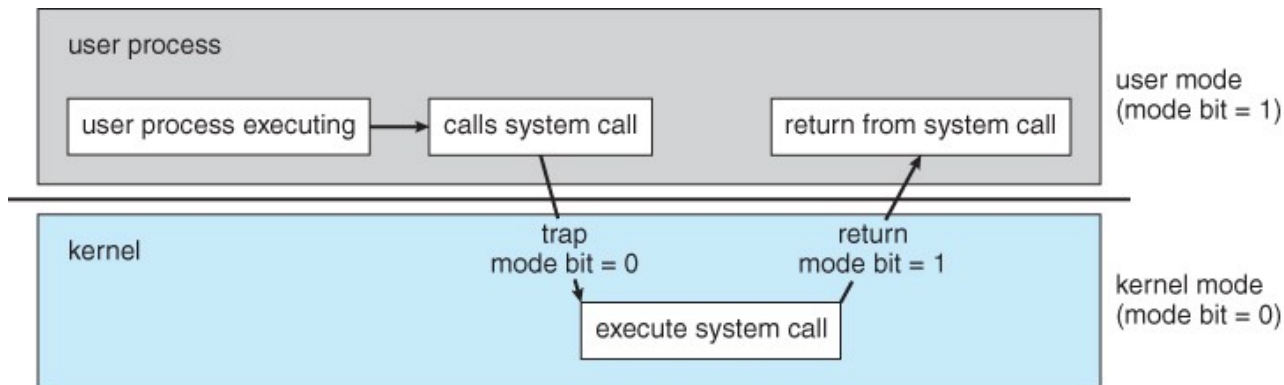 user process
user process executing
calls system call
return from system call
user mode
(mode bit = 1)
kernel
trap
mode bit = 0
return
mode bit = 1
execute system call
kernel mode
(mode bit = 0)